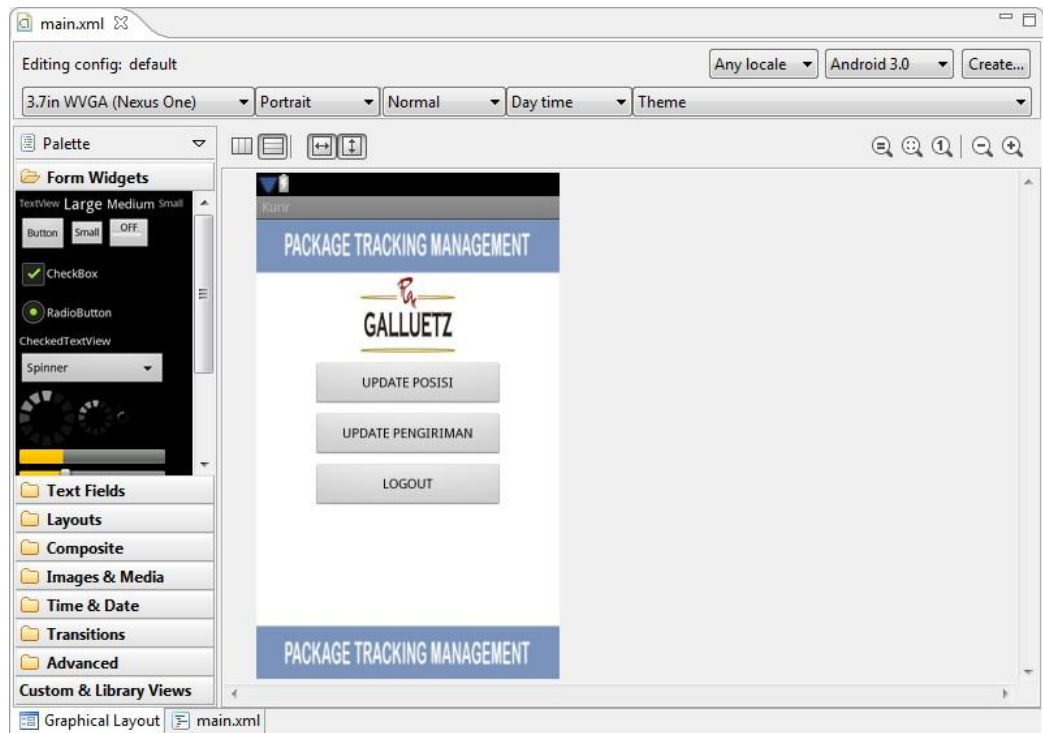 main.xml
Editing config: default
Any locale
Android 3.0
Create...
3.7in WVGA (Nexus One)
Portrait
Normal
Day time
Theme
Palette
Form Widgets
TextView Large Medium Small
Button Small OFF
CheckBox
RadioButton
CheckedTextView
Spinner
Text Fields
Layouts
Composite
Images & Media
Time & Date
Transitions
Advanced
Custom & Library Views
1
Kurir
PACKAGE TRACKING MANAGEMENT
GALLUETZ
UPDATE POSISI
UPDATE PENGIRIMAN
LOGOUT
PACKAGE TRACKING MANAGEMENT
Graphical Layout
main.xml